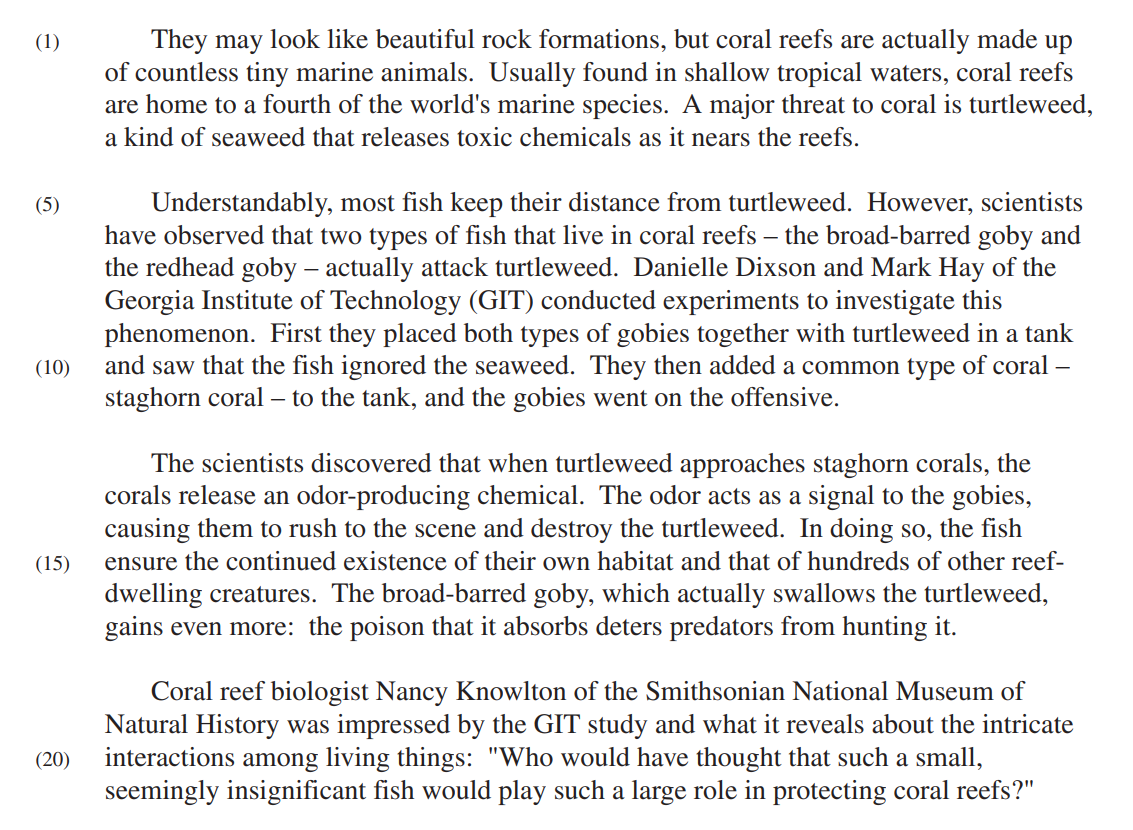 (1) They may look like beautiful rock formations, but coral reefs are actually made up
of countless tiny marine animals. Usually found in shallow tropical waters, coral reefs
are home to a fourth of the world's marine species. A major threat to coral is turtleweed,
a kind of seaweed that releases toxic chemicals as it nears the reefs.
(5) Understandably, most fish keep their distance from turtleweed. However, scientists
have observed that two types of fish that live in coral reefs – the broad-barred goby and
the redhead goby – actually attack turtleweed. Danielle Dixson and Mark Hay of the
Georgia Institute of Technology (GIT) conducted experiments to investigate this
phenomenon. First they placed both types of gobies together with turtleweed in a tank
(10) and saw that the fish ignored the seaweed. They then added a common type of coral –
staghorn coral – to the tank, and the gobies went on the offensive.
The scientists discovered that when turtleweed approaches staghorn corals, the
corals release an odor-producing chemical. The odor acts as a signal to the gobies,
causing them to rush to the scene and destroy the turtleweed. In doing so, the fish
(15) ensure the continued existence of their own habitat and that of hundreds of other reef-
dwelling creatures. The broad-barred goby, which actually swallows the turtleweed,
gains even more: the poison that it absorbs deters predators from hunting it.
Coral reef biologist Nancy Knowlton of the Smithsonian National Museum of
Natural History was impressed by the GIT study and what it reveals about the intricate
(20) interactions among living things: "Who would have thought that such a small,
seemingly insignificant fish would play such a large role in protecting coral reefs?"